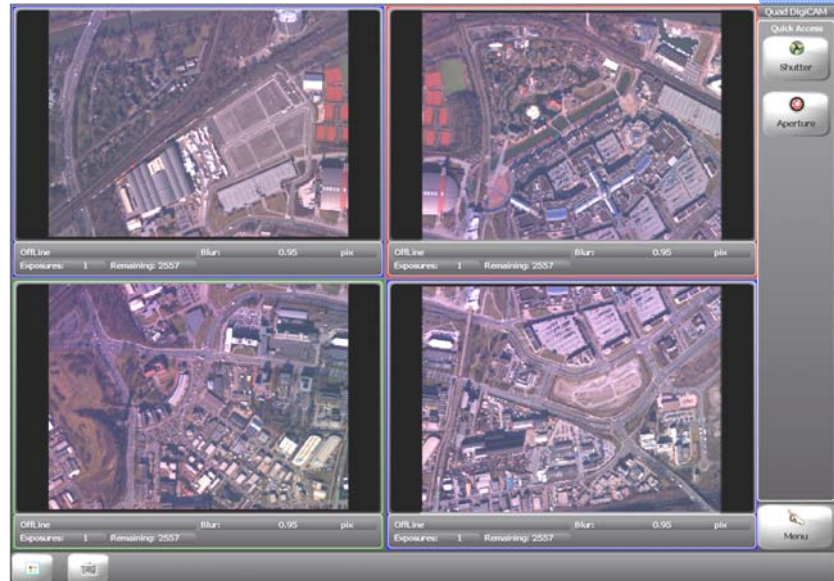 Quad DigiCAM
Quick Access
Shutter
Aperture
OffLine Blur: 0.95 pix
Exposures: 1 Remaining: 2557
OffLine Blur: 0.95 pix
Exposures: 1 Remaining: 2557
OffLine Blur: 0.95 pix
Exposures: 1 Remaining: 2557
OffLine Blur: 0.95 pix
Exposures: 1 Remaining: 2557
Menu